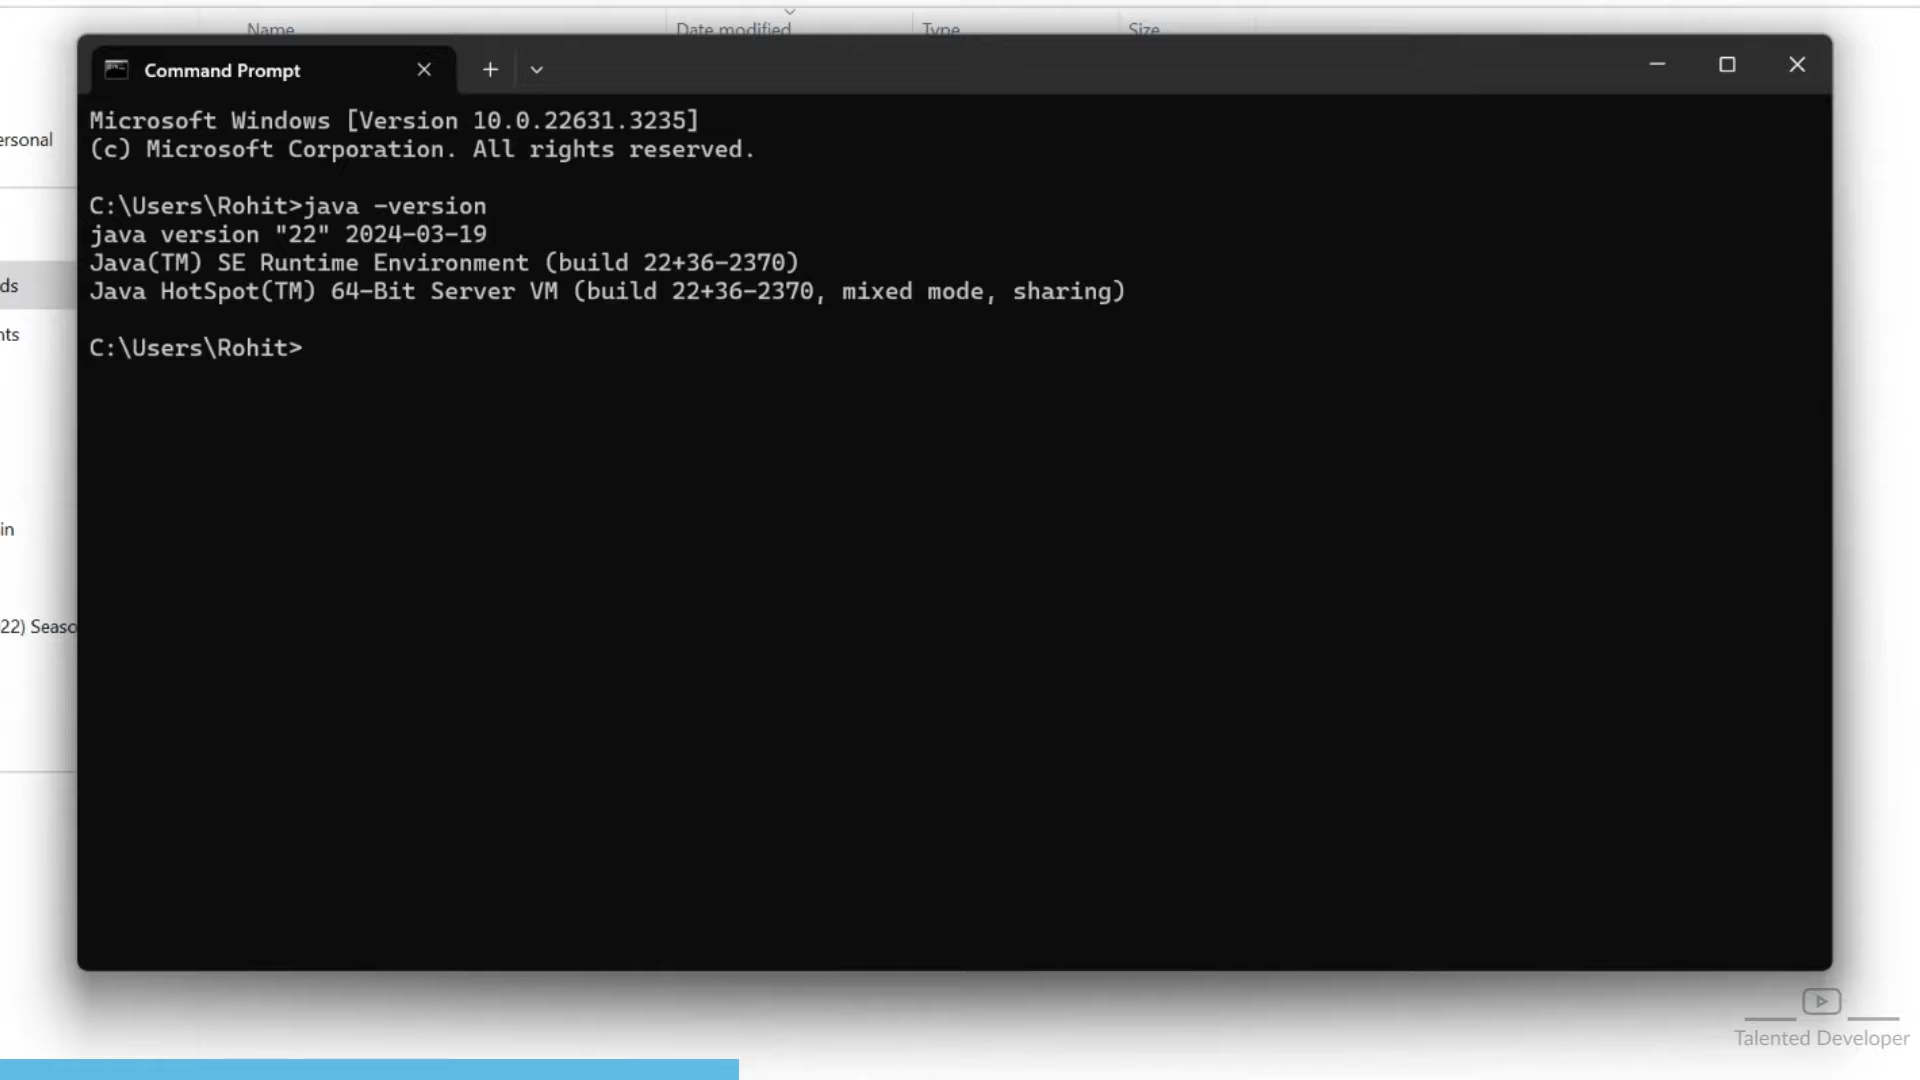 Name Date modified Type Size
Command Prompt
Microsoft Windows [Version 10.0.22631.3235]
(c) Microsoft Corporation. All rights reserved.
C:\Users\Rohit>java -version
java version "22" 2024-03-19
Java(TM) SE Runtime Environment (build 22+36-2370)
Java HotSpot(TM) 64-Bit Server VM (build 22+36-2370, mixed mode, sharing)
C:\Users\Rohit>
ersonal
ds
nts
in
22) Seaso
Talented Developer